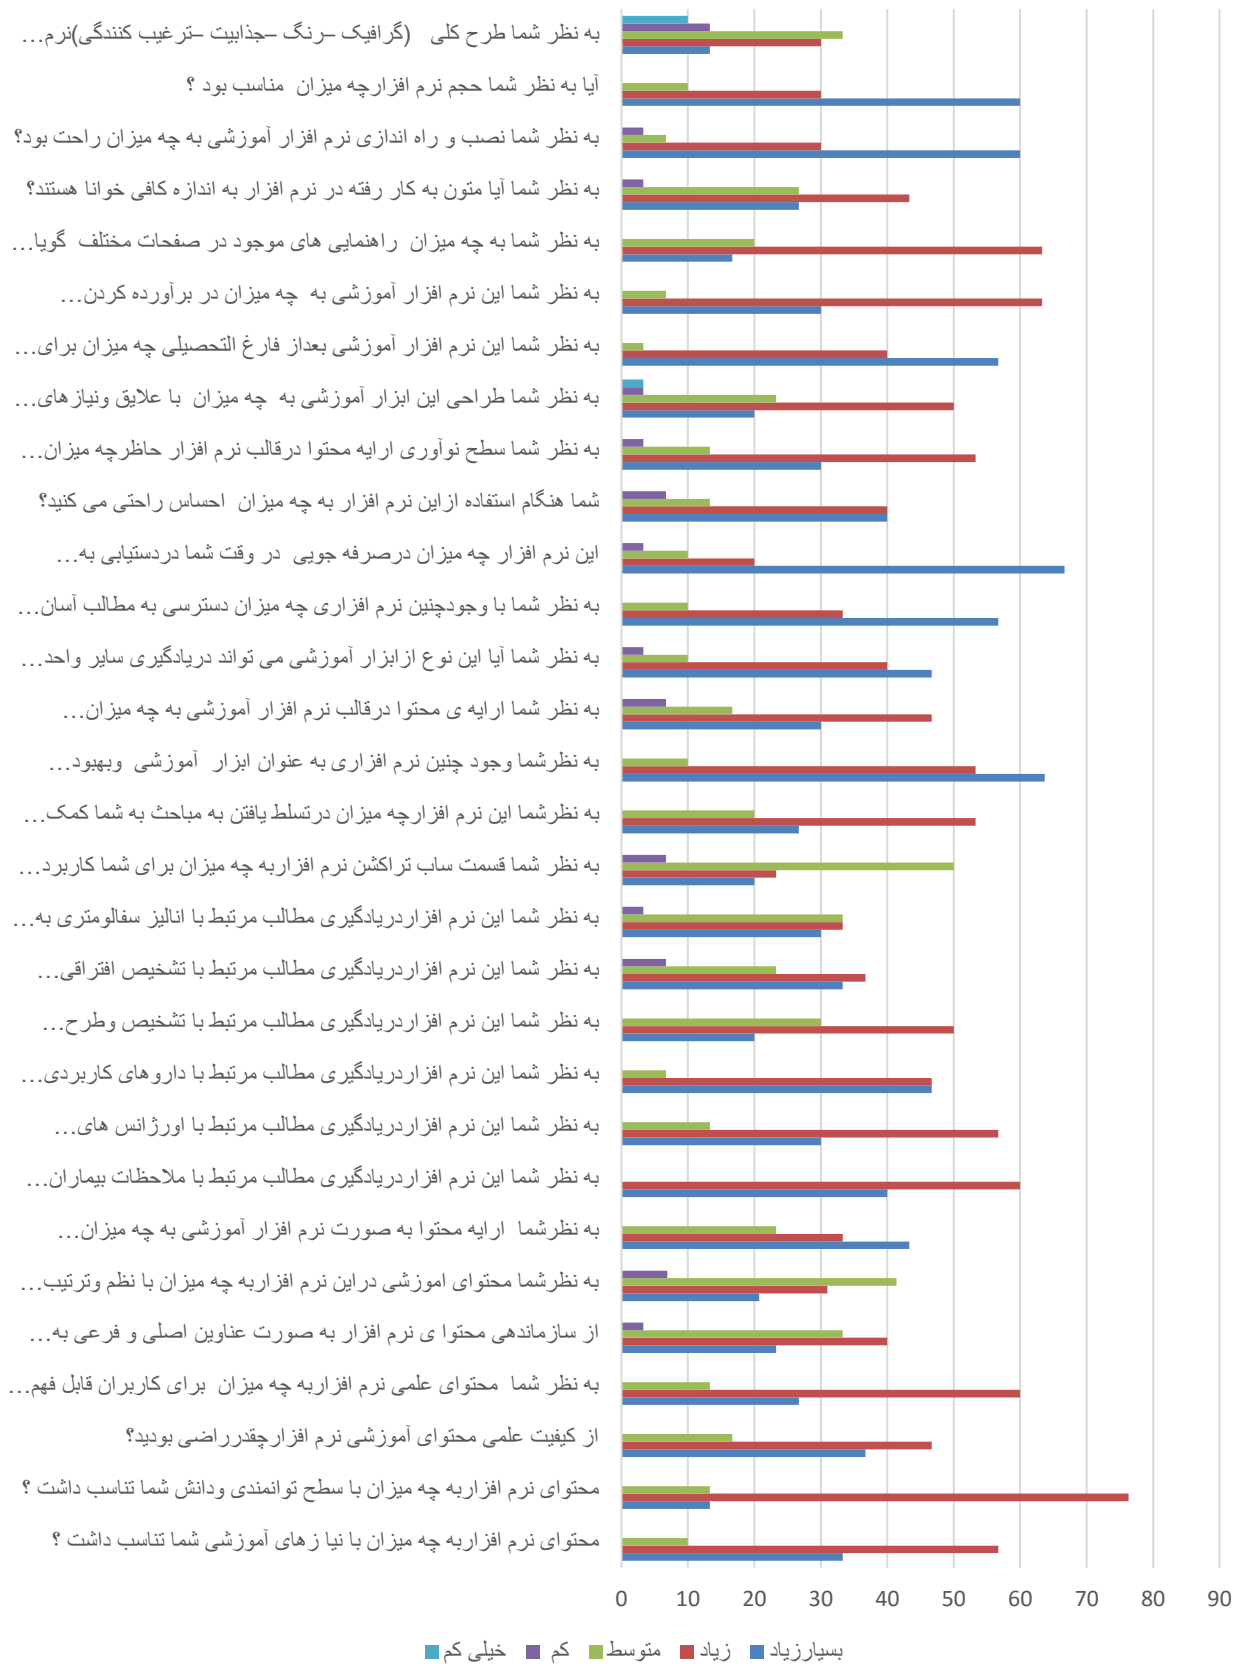 به نظر شما طرح کلی (گرافیک –رنگ –جذابیت –ترغیب کنندگی)نرم…
آیا به نظر شما حجم نرم افزارچه میزان مناسب بود ؟
به نظر شما نصب و راه اندازی نرم افزار آموزشی به چه میزان راحت بود؟
به نظر شما آیا متون به کار رفته در نرم افزار به اندازه کافی خوانا هستند؟
به نظر شما به چه میزان راهنمایی های موجود در صفحات مختلف گویا…
به نظر شما این نرم افزار آموزشی به چه میزان در برآورده کردن…
به نظر شما این نرم افزار آموزشی بعداز فارغ التحصیلی چه میزان برای…
به نظر شما طراحی این ابزار آموزشی به چه میزان با علایق ونیازهای…
به نظر شما سطح نوآوری ارایه محتوا درقالب نرم افزار حاظرچه میزان…
شما هنگام استفاده ازاین نرم افزار به چه میزان احساس راحتی می کنید؟
این نرم افزار چه میزان درصرفه جویی در وقت شما دردستیابی به…
به نظر شما با وجودچنین نرم افزاری چه میزان دسترسی به مطالب آسان…
به نظر شما آیا این نوع ازابزار آموزشی می تواند دریادگیری سایر واحد…
به نظر شما ارایه ی محتوا درقالب نرم افزار آموزشی به چه میزان…
به نظرشما وجود چنین نرم افزاری به عنوان ابزار آموزشی وبهبود…
به نظرشما این نرم افزارچه میزان درتسلط یافتن به مباحث به شما کمک…
به نظر شما قسمت ساب تراکشن نرم افزاربه چه میزان برای شما کاربرد…
به نظر شما این نرم افزاردریادگیری مطالب مرتبط با انالیز سفالومتری به…
به نظر شما این نرم افزاردریادگیری مطالب مرتبط با تشخیص افتراقی…
به نظر شما این نرم افزاردریادگیری مطالب مرتبط با تشخیص وطرح…
به نظر شما این نرم افزاردریادگیری مطالب مرتبط با داروهای کاربردی…
به نظر شما این نرم افزاردریادگیری مطالب مرتبط با اورژانس های…
به نظر شما این نرم افزاردریادگیری مطالب مرتبط با ملاحظات بیماران…
به نظرشما ارایه محتوا به صورت نرم افزار آموزشی به چه میزان…
به نظرشما محتوای اموزشی دراین نرم افزاربه چه میزان با نظم وترتیب…
از سازماندهی محتوا ی نرم افزار به صورت عناوین اصلی و فرعی به…
به نظر شما محتوای علمی نرم افزاربه چه میزان برای کاربران قابل فهم…
از کیفیت علمی محتوای آموزشی نرم افزارچقدرراضی بودید؟
محتوای نرم افزاربه چه میزان با سطح توانمندی ودانش شما تناسب داشت ؟
محتوای نرم افزاربه چه میزان با نیا زهای آموزشی شما تناسب داشت ؟
0 10 20 30 40 50 60 70 80 90
بسیارزیاد زیاد متوسط کم خیلی کم